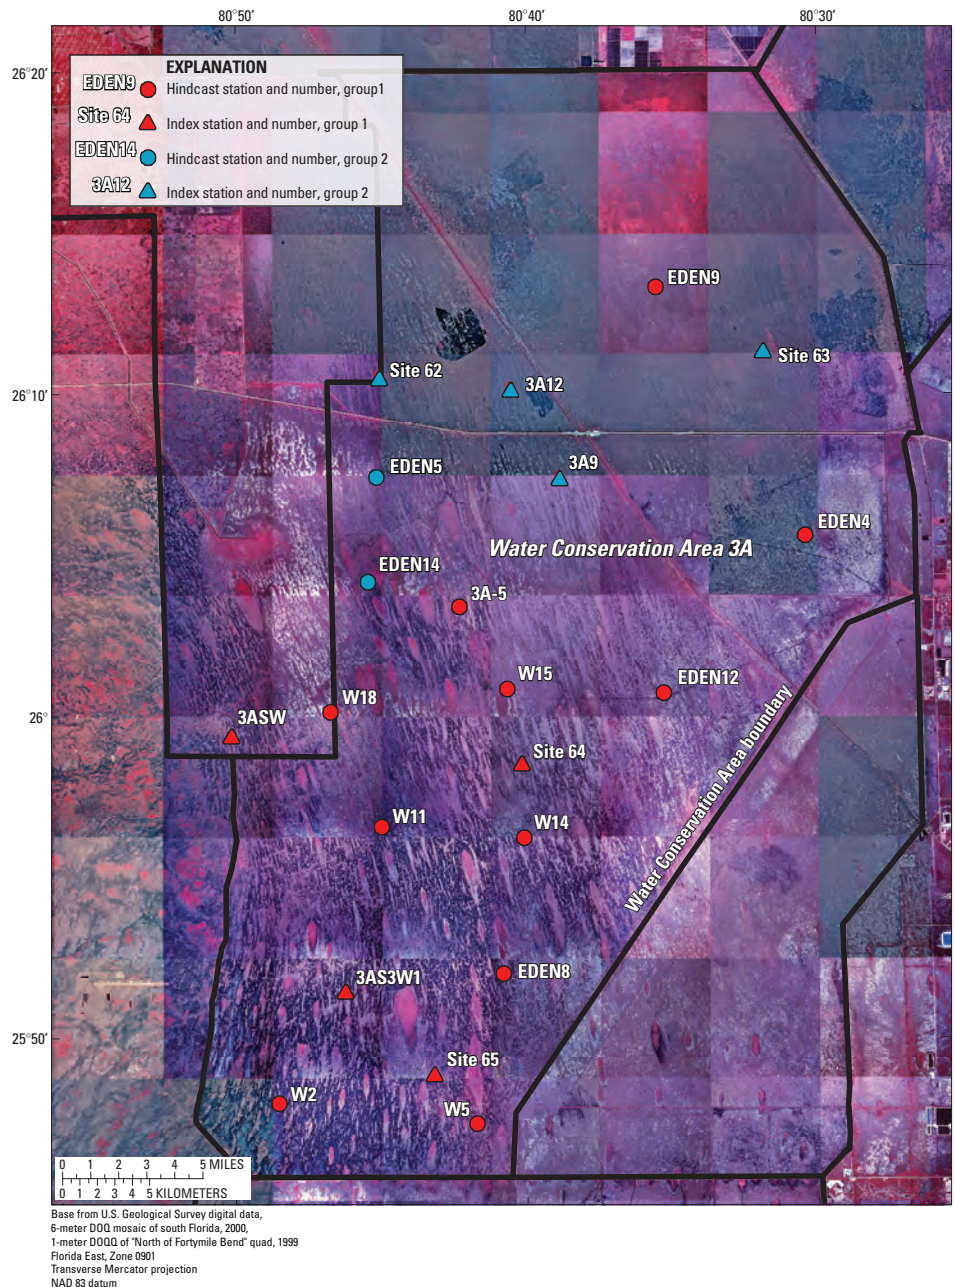 80°50′
80°40′
80°30′
26°20′
EXPLANATION
EDEN9
Hindcast station and number, group1
Site 64
Index station and number, group 1
EDEN14
Hindcast station and number, group 2
3A12
Index station and number, group 2
EDEN9
Site 63
Site 62
3A12
26°10′
3A9
EDEN5
EDEN4
Water Conservation Area 3A
EDEN14
3A-5
W15
EDEN12
W18
3ASW
26°
Site 64
Water Conservation Area boundary
W11
W14
EDEN8
3AS3W1
25°50′
Site 65
W2
W5
0 1 2 3 4 5 MILES
0 1 2 3 4 5 KILOMETERS
Base from U.S. Geological Survey digital data,
6-meter DOQ mosaic of south Florida, 2000,
1-meter DOQQ of "North of Fortymile Bend" quad, 1999
Florida East, Zone 0901
Transverse Mercator projection
NAD 83 datum